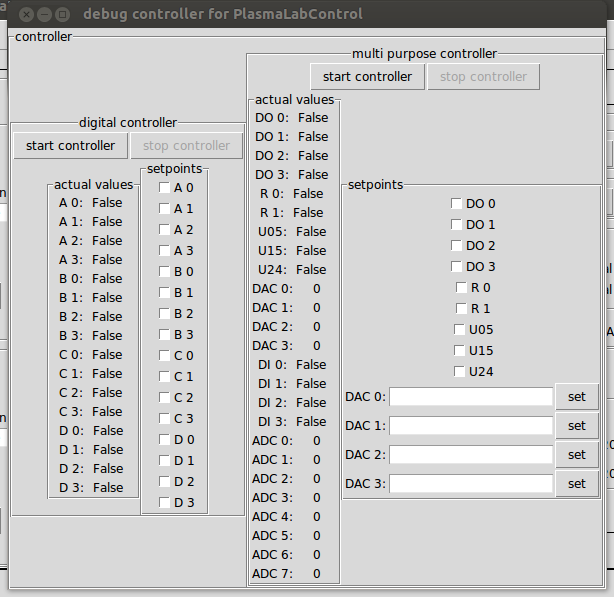 debug controller for PlasmaLabControl
controller
digital controller
start controller stop controller
actual values
A 0: False
A 1: False
A 2: False
A 3: False
B 0: False
B 1: False
B 2: False
B 3: False
C 0: False
C 1: False
C 2: False
C 3: False
D 0: False
D 1: False
D 2: False
D 3: False
setpoints
A 0
A 1
A 2
A 3
B 0
B 1
B 2
B 3
C 0
C 1
C 2
C 3
D 0
D 1
D 2
D 3
multi purpose controller
start controller stop controller
actual values
DO 0: False
DO 1: False
DO 2: False
DO 3: False
R 0: False
R 1: False
U05: False
U15: False
U24: False
DAC 0: 0
DAC 1: 0
DAC 2: 0
DAC 3: 0
DI 0: False
DI 1: False
DI 2: False
DI 3: False
ADC 0: 0
ADC 1: 0
ADC 2: 0
ADC 3: 0
ADC 4: 0
ADC 5: 0
ADC 6: 0
ADC 7: 0
setpoints
DO 0
DO 1
DO 2
DO 3
R 0
R 1
U05
U15
U24
DAC 0: set
DAC 1: set
DAC 2: set
DAC 3: set